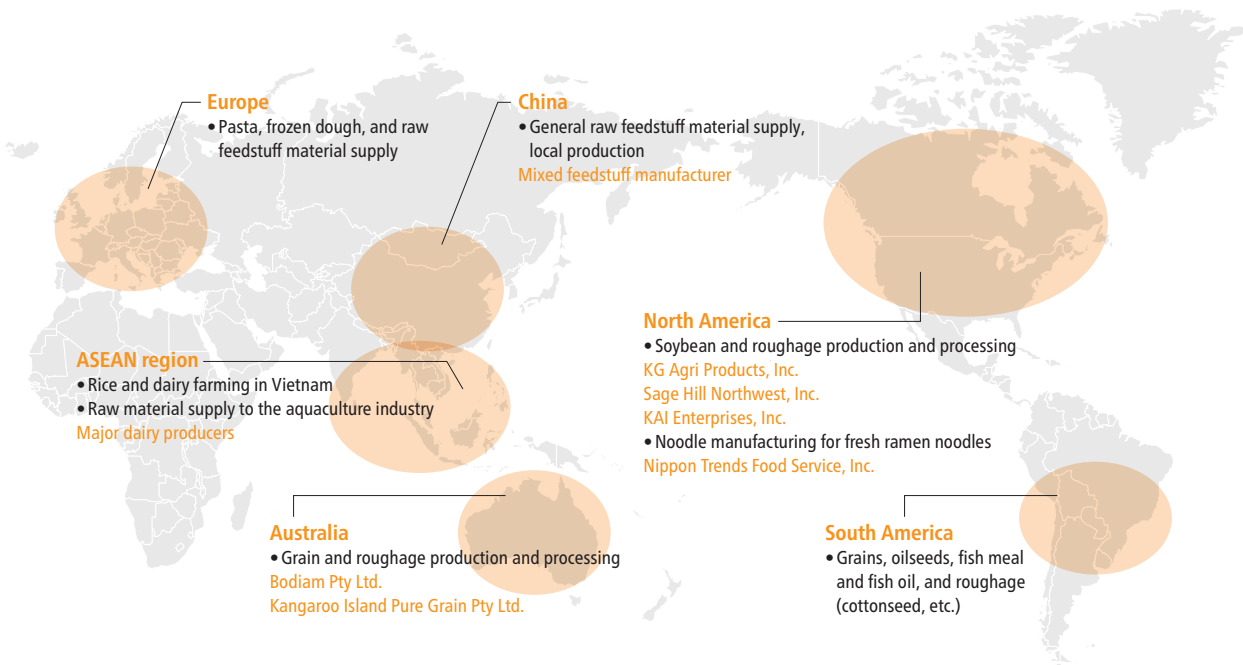 Europe
• Pasta, frozen dough, and raw
feedstuff material supply
China
• General raw feedstuff material supply,
local production
Mixed feedstuff manufacturer
North America
• Soybean and roughage production and processing
KG Agri Products, Inc.
Sage Hill Northwest, Inc.
KAI Enterprises, Inc.
• Noodle manufacturing for fresh ramen noodles
Nippon Trends Food Service, Inc.
ASEAN region
• Rice and dairy farming in Vietnam
• Raw material supply to the aquaculture industry
Major dairy producers
Australia
• Grain and roughage production and processing
Bodiam Pty Ltd.
Kangaroo Island Pure Grain Pty Ltd.
South America
• Grains, oilseeds, fish meal
and fish oil, and roughage
(cottonseed, etc.)